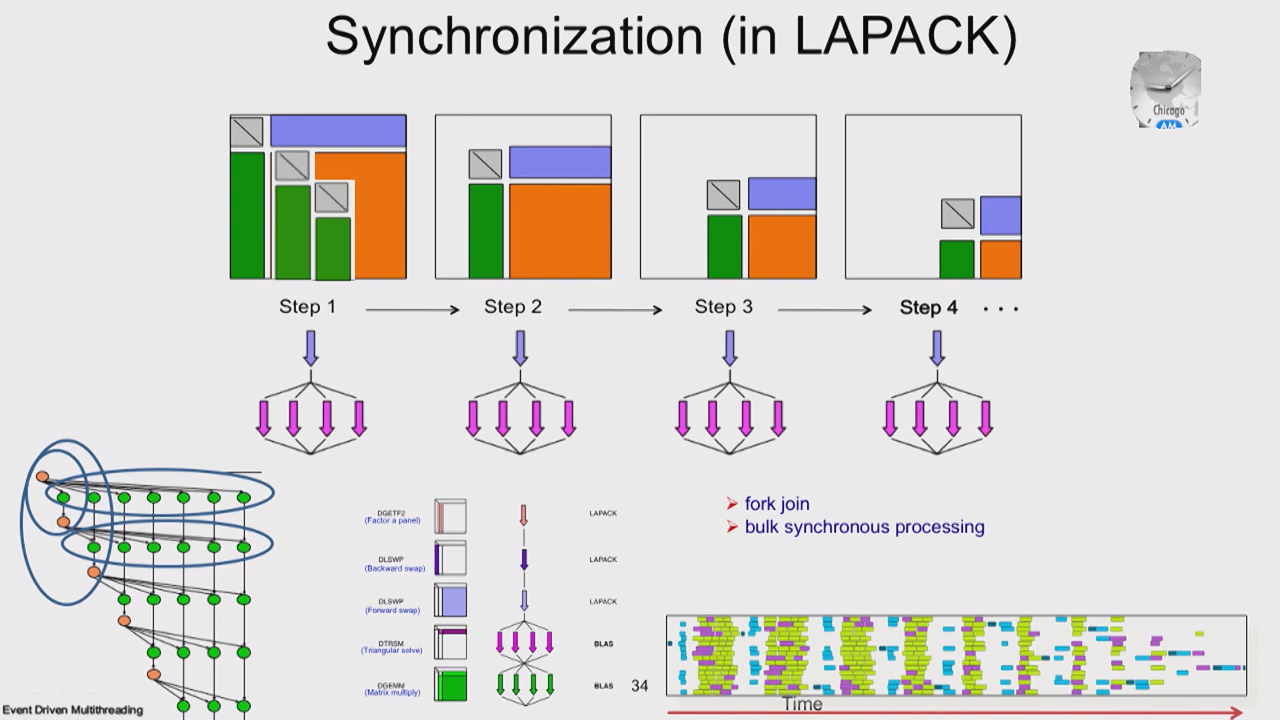 Synchronization (in LAPACK)
Chicago
AM
Step 1
Step 2
Step 3
Step 4 . . .
DGETF2
(Factor a panel)
LAPACK
DLSWP
(Backward swap)
LAPACK
DLSWP
(Forward swap)
LAPACK
DTRSM
(Triangular solve)
BLAS
DGEMM
(Matrix multiply)
BLAS
fork join
bulk synchronous processing
34
Time
Event Driven Multithreading